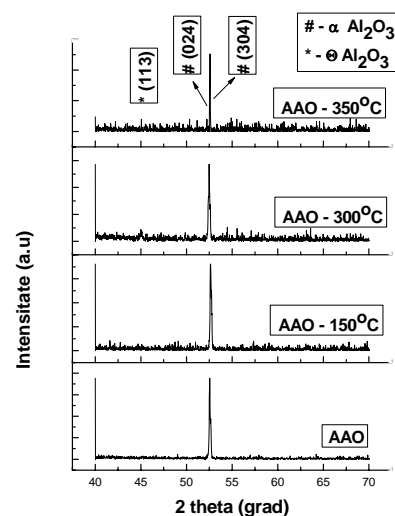 # - α Al2O3
* - Θ Al2O3
* (113)
# (024)
# (304)
AAO - 350°C
AAO - 300°C
AAO - 150°C
AAO
Intensitate (a.u)
40 45 50 55 60 65 70
2 theta (grad)